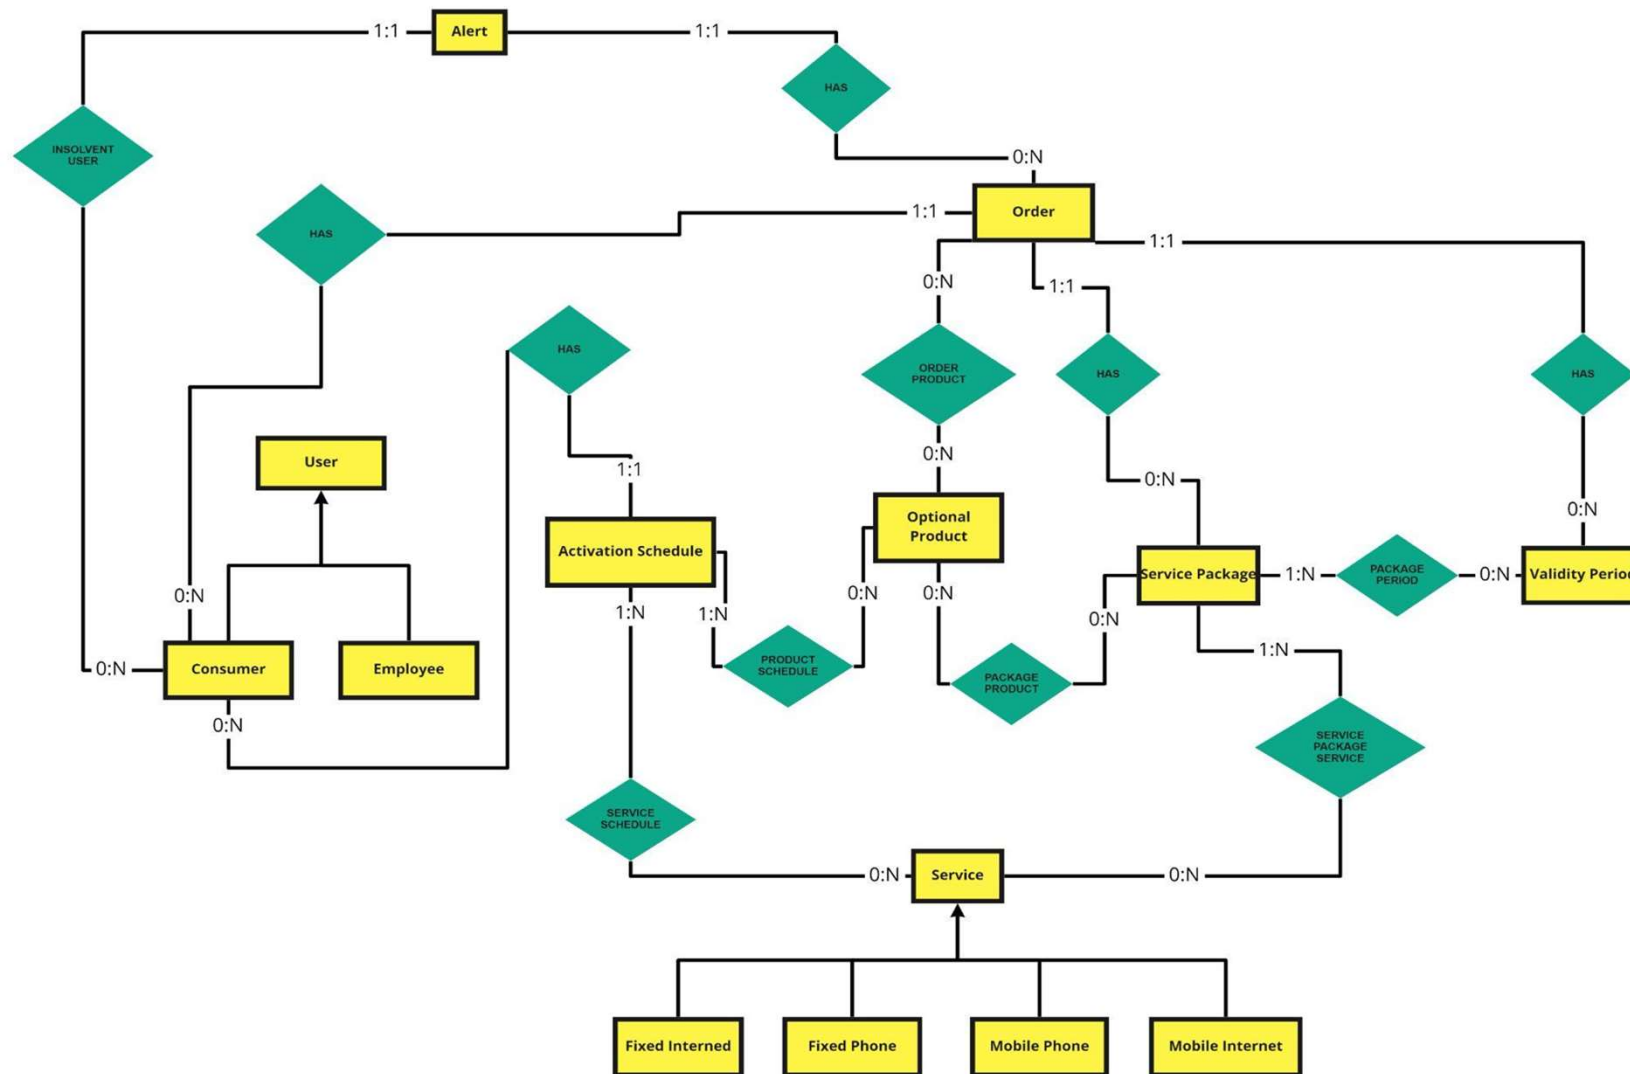 1:1
Alert
1:1
HAS
INSOLVENT
USER
0:N
HAS
1:1
Order
1:1
0:N
1:1
HAS
ORDER
PRODUCT
HAS
HAS
User
1:1
0:N
0:N
0:N
Optional
Product
Activation Schedule
Service Package
1:N
PACKAGE
PERIOD
0:N
Validity Period
0:N
1:N
1:N
0:N
0:N
0:N
Consumer
Employee
0:N
PRODUCT
SCHEDULE
PACKAGE
PRODUCT
1:N
0:N
SERVICE
PACKAGE
SERVICE
SERVICE
SCHEDULE
0:N
Service
0:N
Fixed Interned
Fixed Phone
Mobile Phone
Mobile Internet